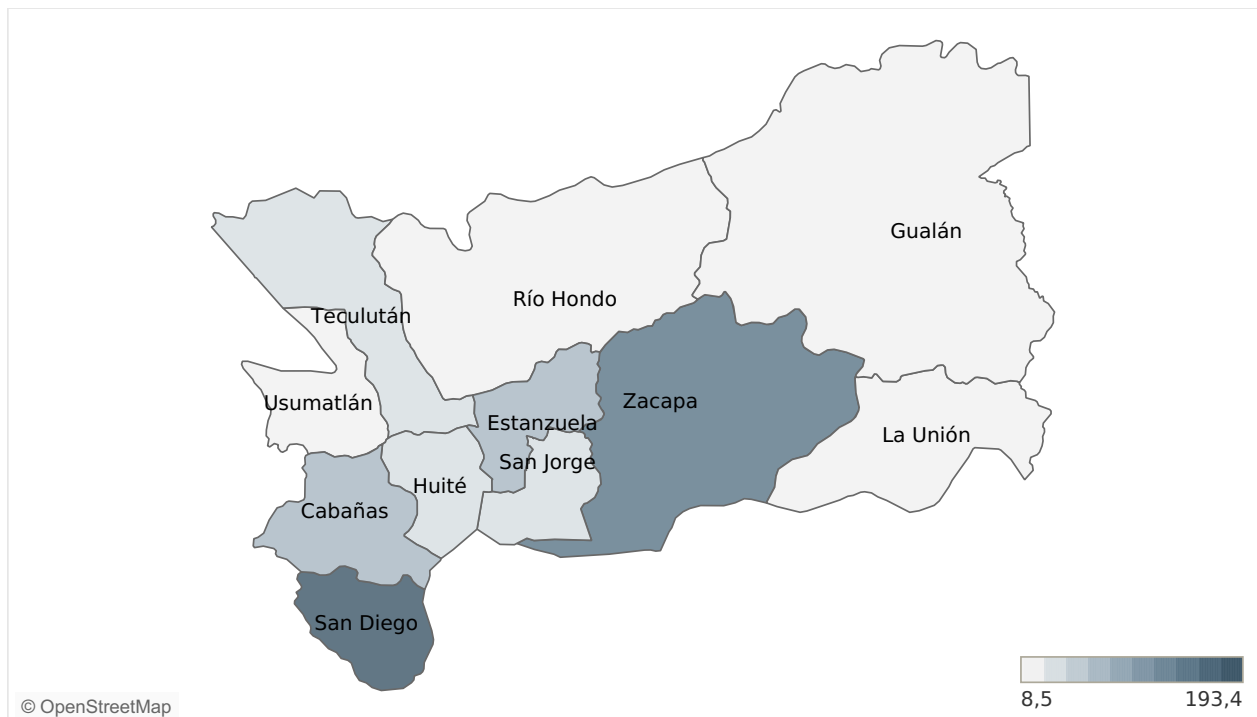 Gualán
Río Hondo
Teculután
Usumatlán
Zacapa
Estanzuela
La Unión
San Jorge
Huité
Cabañas
San Diego
8,5 193,4
© OpenStreetMap